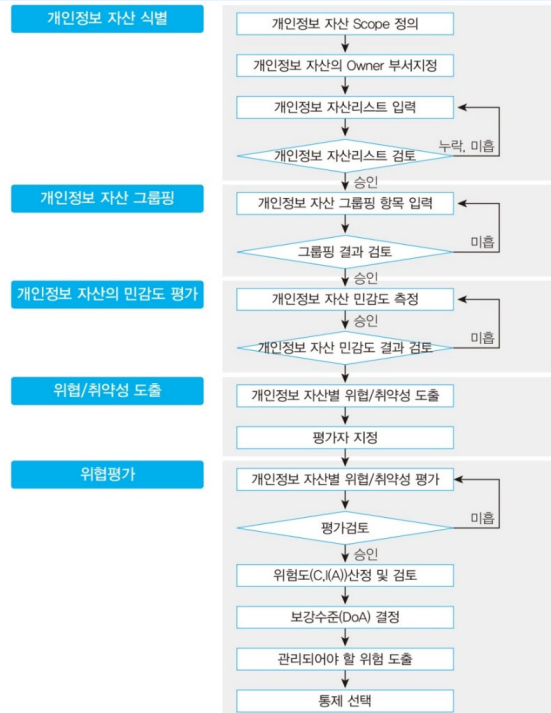 개인정보 자산 식별
개인정보 자산 Scope 정의
개인정보 자산의 Owner 부서지정
개인정보 자산리스트 입력
개인정보 자산리스트 검토
누락, 미흡
승인
개인정보 자산 그룹핑
개인정보 자산 그룹핑 항목 입력
그룹핑 결과 검토
미흡
승인
개인정보 자산의 민감도 평가
개인정보 자산 민감도 측정
승인
개인정보 자산 민감도 결과 검토
미흡
위협/취약성 도출
개인정보 자산별 위협/취약성 도출
평가자 지정
위협평가
개인정보 자산별 위협/취약성 평가
평가검토
미흡
승인
위험도(C,I(A))산정 및 검토
보강수준(DoA) 결정
관리되어야 할 위험 도출
통제 선택